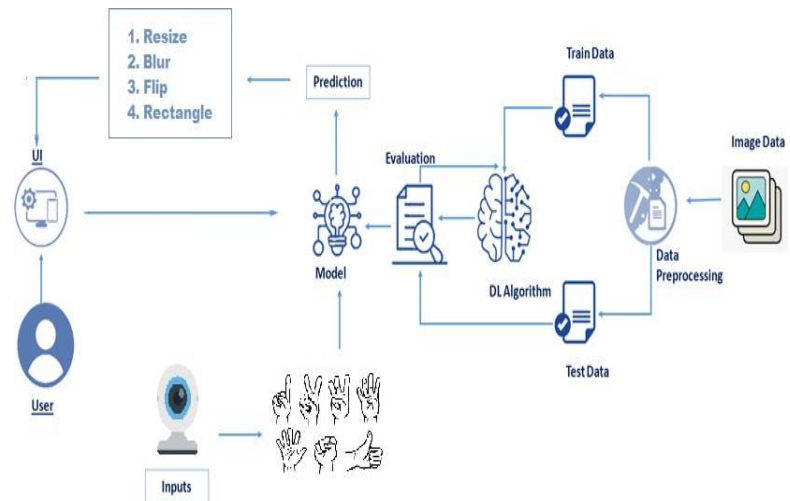 1. Resize
2. Blur
3. Flip
4. Rectangle
Prediction
Train Data
Image Data
UI
Evaluation
Model
DL Algorithm
Data
Preprocessing
Test Data
User
Inputs